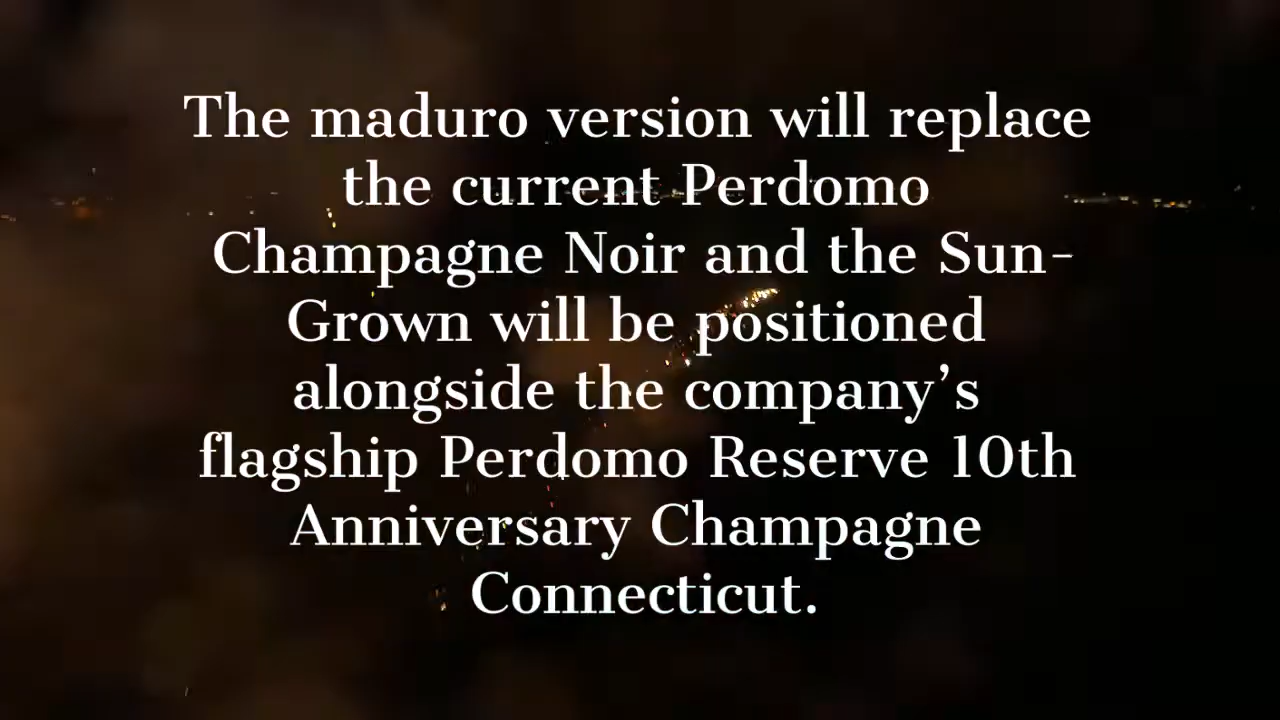 The maduro version will replace
the current Perdomo
Champagne Noir and the Sun-
Grown will be positioned
alongside the company’s
flagship Perdomo Reserve 10th
Anniversary Champagne
Connecticut.